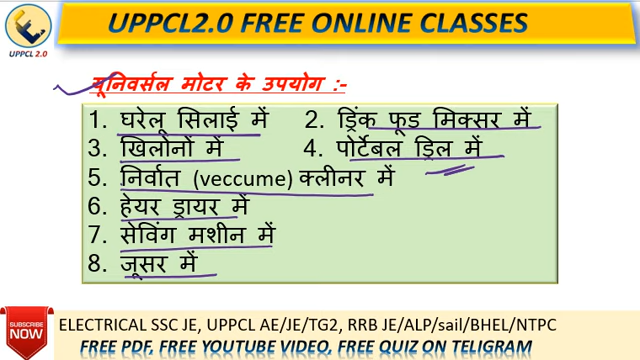 UPPCL2.0 FREE ONLINE CLASSES
UPPCL 2.0
यूनिवर्सल मोटर के उपयोग :-
1. घरेलू सिलाई में 2. ड्रिंक फूड मिक्सर में
3. खिलोनों में 4. पोर्टेबल ड्रिल में
5. निर्वात (veccume) क्लीनर में
6. हेयर ड्रायर में
7. सेविंग मशीन में
8. जूसर में
SUBSCRIBE
NOW
ELECTRICAL SSC JE, UPPCL AE/JE/TG2, RRB JE/ALP/sail/BHEL/NTPC
FREE PDF, FREE YOUTUBE VIDEO, FREE QUIZ ON TELIGRAM